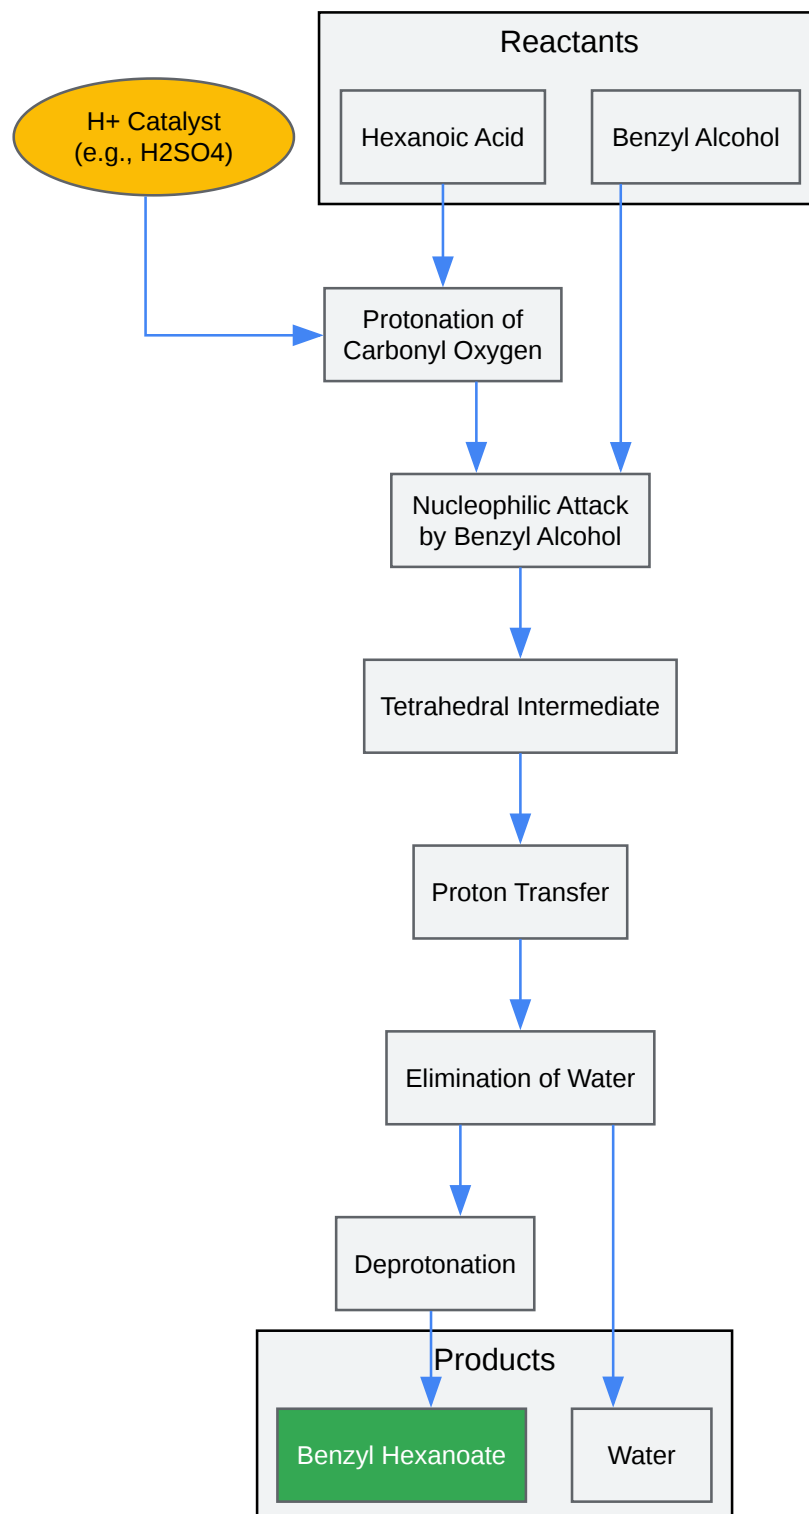 Reactants
H+ Catalyst
(e.g., H2SO4)
Hexanoic Acid
Benzyl Alcohol
Protonation of
Carbonyl Oxygen
Nucleophilic Attack
by Benzyl Alcohol
Tetrahedral Intermediate
Proton Transfer
Elimination of Water
Deprotonation
Products
Benzyl Hexanoate
Water